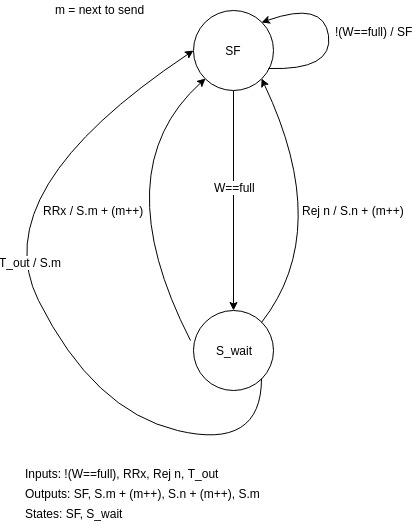 m = next to send
SF
!(W==full) / SF
W==full
RRx / S.m + (m++)
Rej n / S.n + (m++)
T_out / S.m
S_wait
Inputs: !(W==full), RRx, Rej n, T_out
Outputs: SF, S.m + (m++), S.n + (m++), S.m
States: SF, S_wait